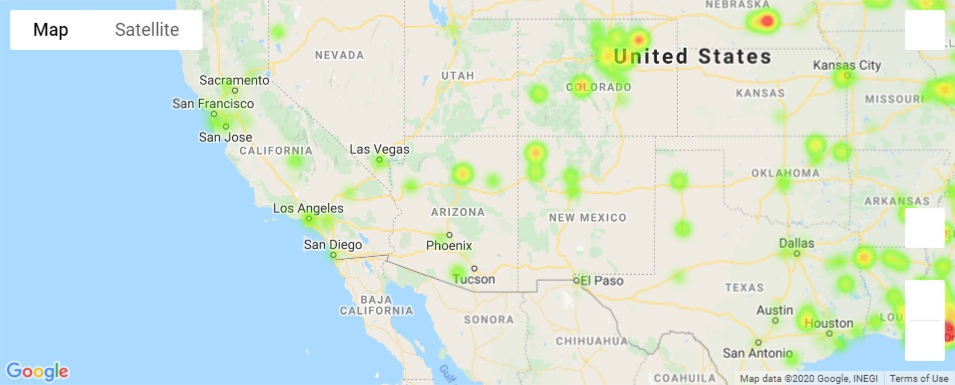 Map Satellite
NEBRASKA
NEVADA
UTAH
United States
Kansas City
Sacramento
COLORADO
KANSAS
MISSOURI
San Francisco
San Jose
CALIFORNIA
Las Vegas
OKLAHOMA
ARKANSAS
Los Angeles
ARIZONA
NEW MEXICO
San Diego
Phoenix
Dallas
Tucson
El Paso
TEXAS
BAJA
CALIFORNIA
SONORA
Austin
Houston
LOU
CHIHUAHUA
San Antonio
Google
Gulf
COAHUILA
Map data ©2020 Google, INEGI Terms of Use